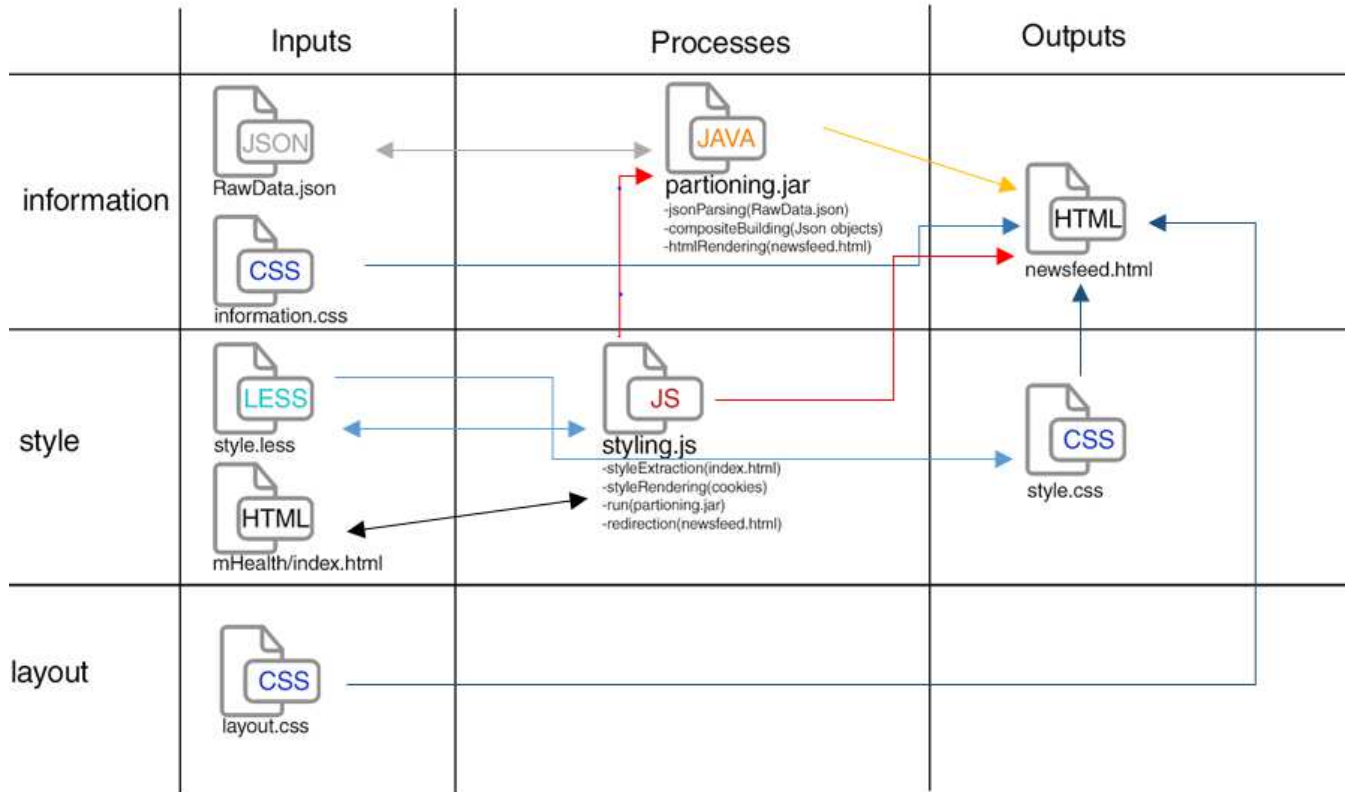 Inputs
Processes
Outputs
information
JSON
RawData.json
CSS
information.css
JAVA
partioning.jar
-jsonParsing(RawData.json)
-compositeBuilding(Json objects)
-htmlRendering(newsfeed.html)
HTML
newsfeed.html
style
LESS
style.less
HTML
mHealth/index.html
JS
styling.js
-styleExtraction(index.html)
-styleRendering(cookies)
-run(partioning.jar)
-redirection(newsfeed.html)
CSS
style.css
layout
CSS
layout.css